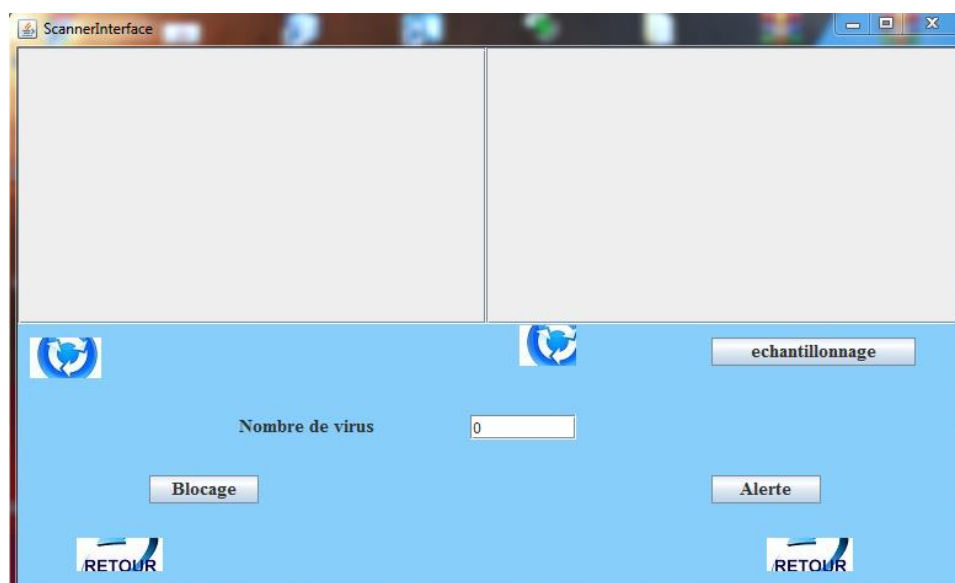 ScannerInterface
echantillonnage
Nombre de virus 0
Blocage Alerte
RETOUR RETOUR